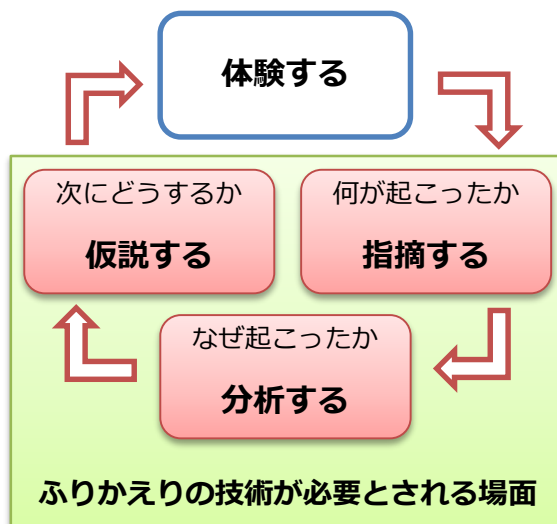 体験する
次にどうするか
仮説する
何が起こったか
指摘する
なぜ起こったか
分析する
ふりかえりの技術が必要とされる場面